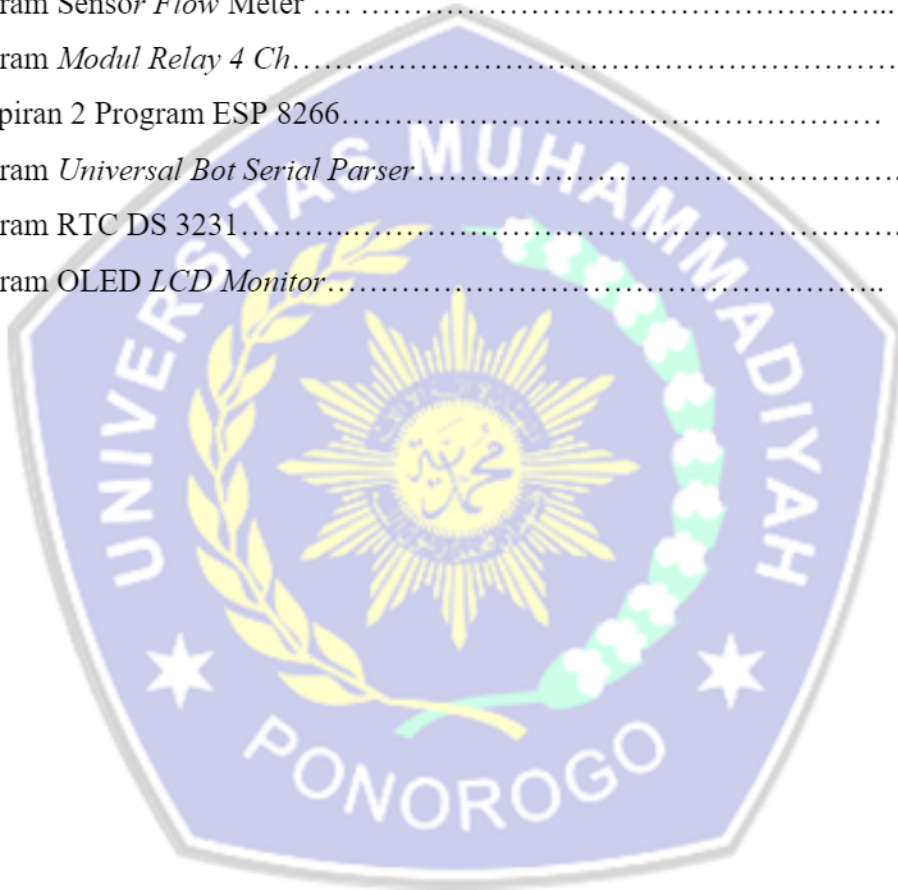 ram Sensor Flow Meter …. …………………………………………………...
ram Modul Relay 4 Ch……………………………………………………………
piran 2 Program ESP 8266……………………………………………………
ram Universal Bot Serial Parser……………………………………………….
ram RTC DS 3231………...……………………………………………………….
ram OLED LCD Monitor……………………………………………………..
UNIVERSITAS MUHAMMADIYAH
محمدية
PONOROGO